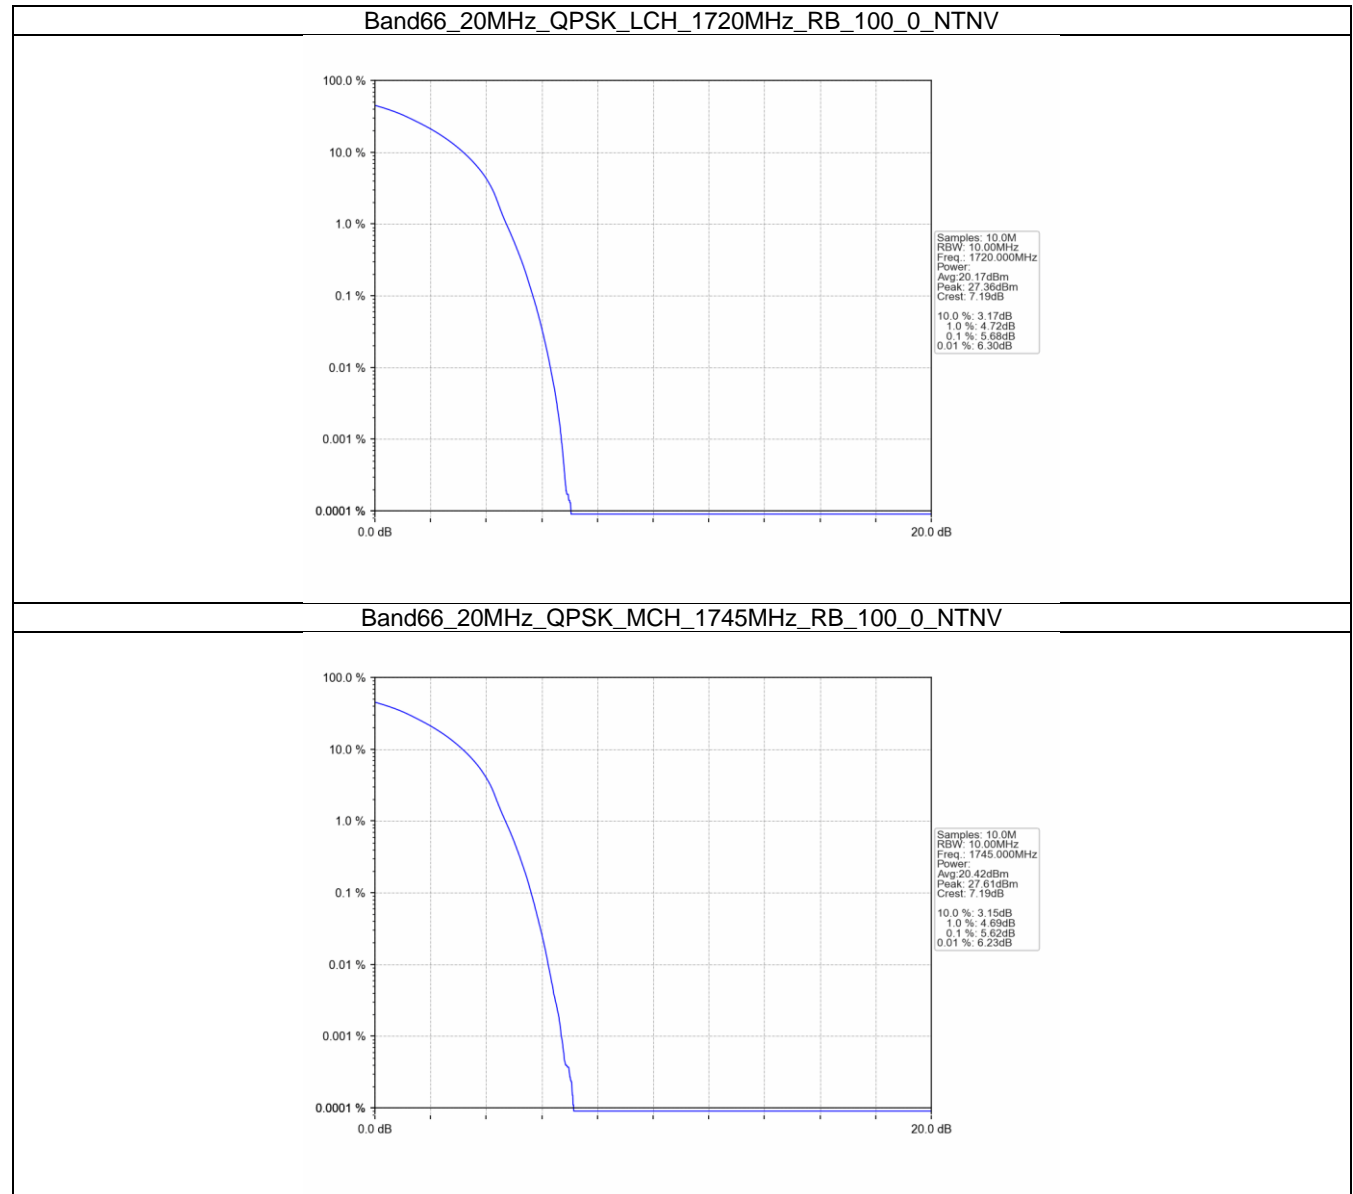 Band66_20MHz_QPSK_LCH_1720MHz_RB_100_0_NTNV
100.0 %
10.0 %
1.0 %
0.1 %
0.01 %
0.001 %
0.0001 %
0.0 dB
20.0 dB
Samples: 10.0M
RBW: 10.00MHz
Freq.: 1720.000MHz
Power:
Avg:20.17dBm
Peak: 27.36dBm
Crest: 7.19dB
10.0 %: 3.17dB
1.0 %: 4.72dB
0.1 %: 5.68dB
0.01 %: 6.30dB
Band66_20MHz_QPSK_MCH_1745MHz_RB_100_0_NTNV
100.0 %
10.0 %
1.0 %
0.1 %
0.01 %
0.001 %
0.0001 %
0.0 dB
20.0 dB
Samples: 10.0M
RBW: 10.00MHz
Freq.: 1745.000MHz
Power:
Avg:20.42dBm
Peak: 27.61dBm
Crest: 7.19dB
10.0 %: 3.15dB
1.0 %: 4.69dB
0.1 %: 5.62dB
0.01 %: 6.23dB